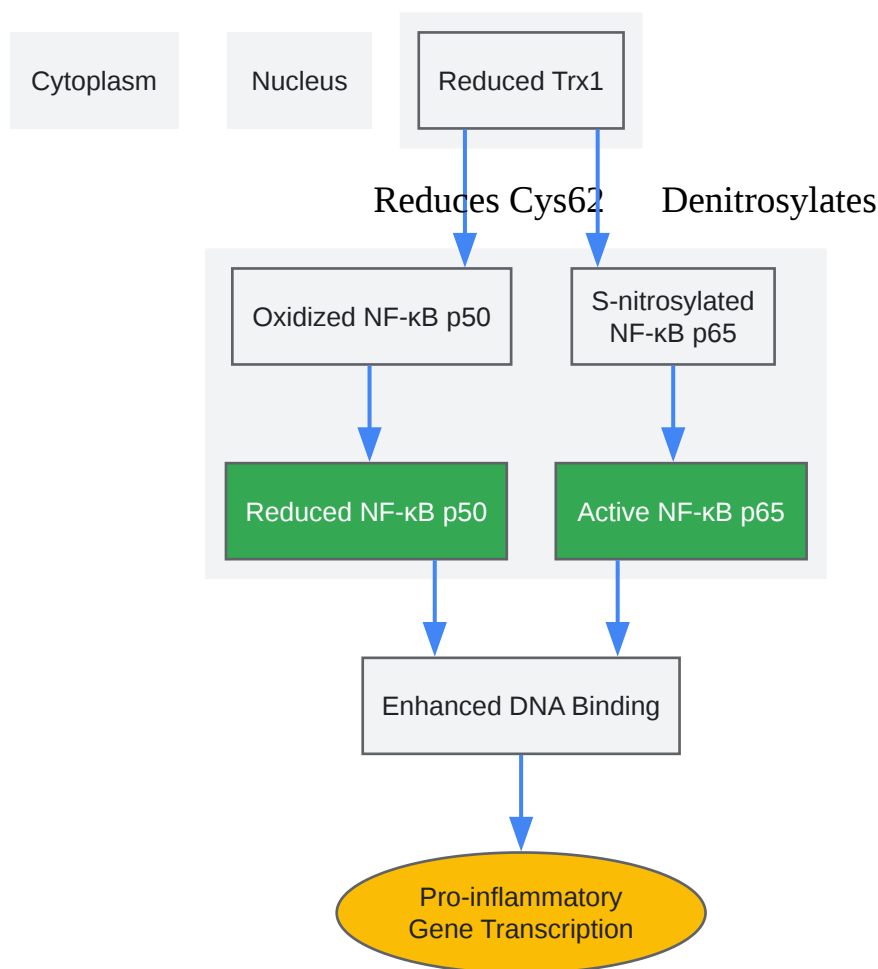 Cytoplasm
Nucleus
Reduced Trx1
Reduces Cys62
Denitrosylates
Oxidized NF-κB p50
S-nitrosylated
NF-κB p65
Reduced NF-κB p50
Active NF-κB p65
Enhanced DNA Binding
Pro-inflammatory
Gene Transcription